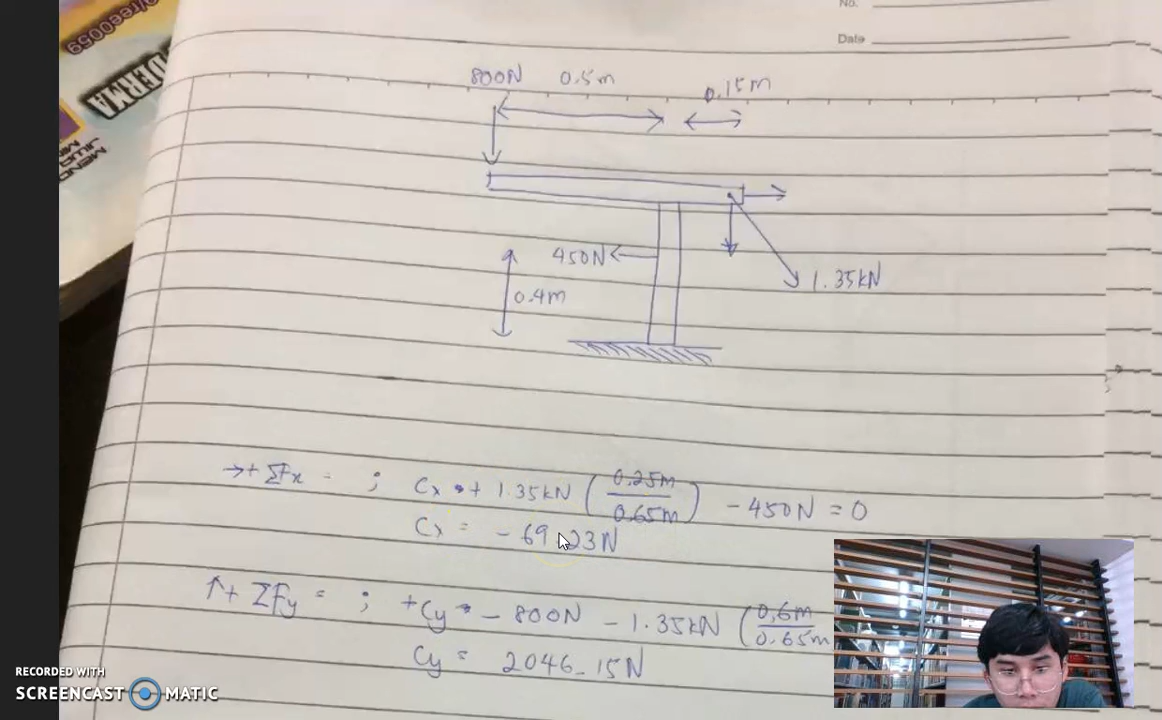 free0059
DERMA
No.
Date
800N 0.5m 0.15m
450N
1.35kN
0.4m
→+ ΣFx = ; Cx + 1.35kN (0.25m/0.65m) - 450N = 0
Cx = - 69.23N
↑+ ΣFy = ; +Cy - 800N - 1.35kN (0,6m/0.65m
Cy = 2046.15N
RECORDED WITH
SCREENCAST MATIC